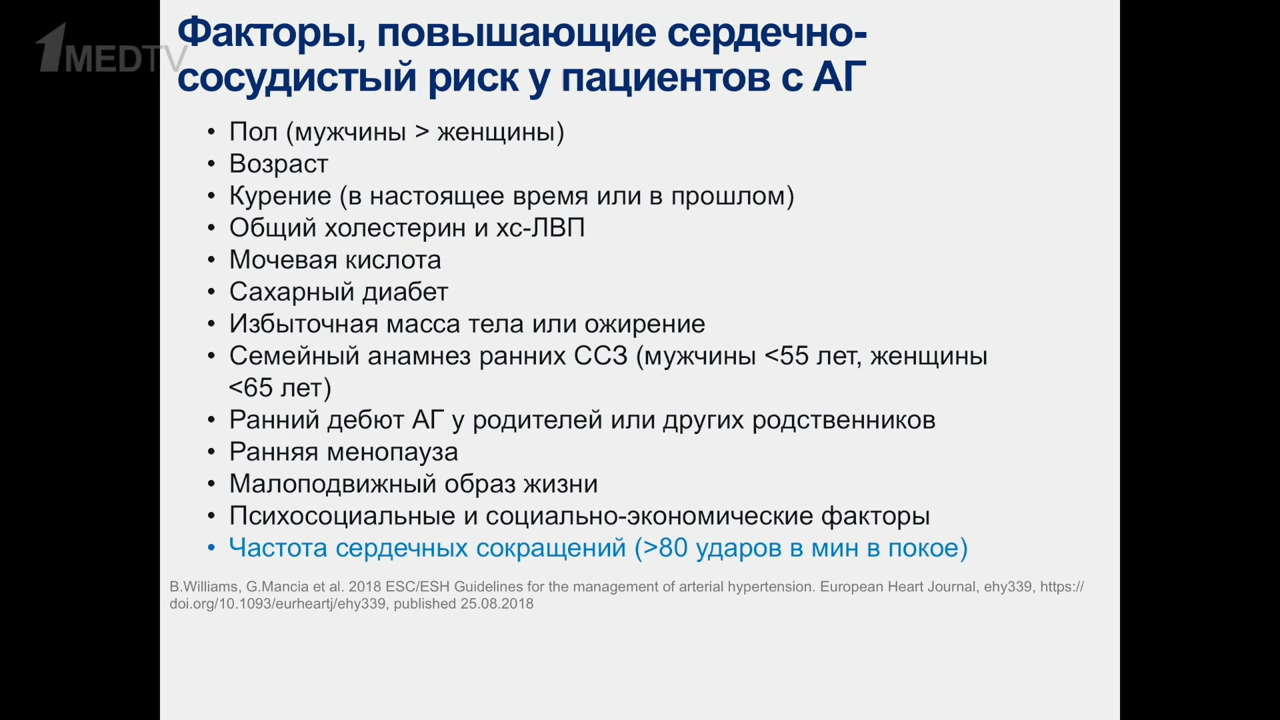 1MEDTV
Факторы, повышающие сердечно-
сосудистый риск у пациентов с АГ
• Пол (мужчины > женщины)
• Возраст
• Курение (в настоящее время или в прошлом)
• Общий холестерин и хс-ЛВП
• Мочевая кислота
• Сахарный диабет
• Избыточная масса тела или ожирение
• Семейный анамнез ранних ССЗ (мужчины <55 лет, женщины
<65 лет)
• Ранний дебют АГ у родителей или других родственников
• Ранняя менопауза
• Малоподвижный образ жизни
• Психосоциальные и социально-экономические факторы
• Частота сердечных сокращений (>80 ударов в мин в покое)
B.Williams, G.Mancia et al. 2018 ESC/ESH Guidelines for the management of arterial hypertension. European Heart Journal, ehy339, https://
doi.org/10.1093/eurheartj/ehy339, published 25.08.2018